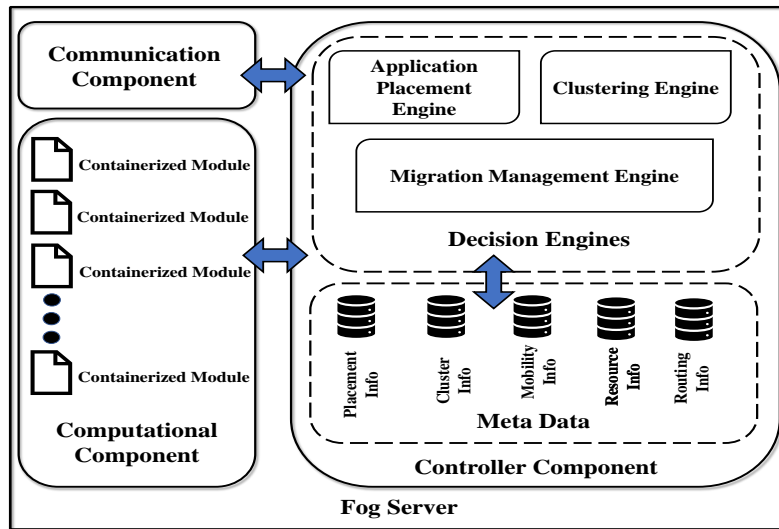 Communication
Component
Containerized Module
Containerized Module
Containerized Module
Containerized Module
Computational
Component
Application
Placement
Engine
Clustering Engine
Migration Management Engine
Decision Engines
Placement
Info
Cluster
Info
Mobility
Info
Resource
Info
Routing
Info
Meta Data
Controller Component
Fog Server